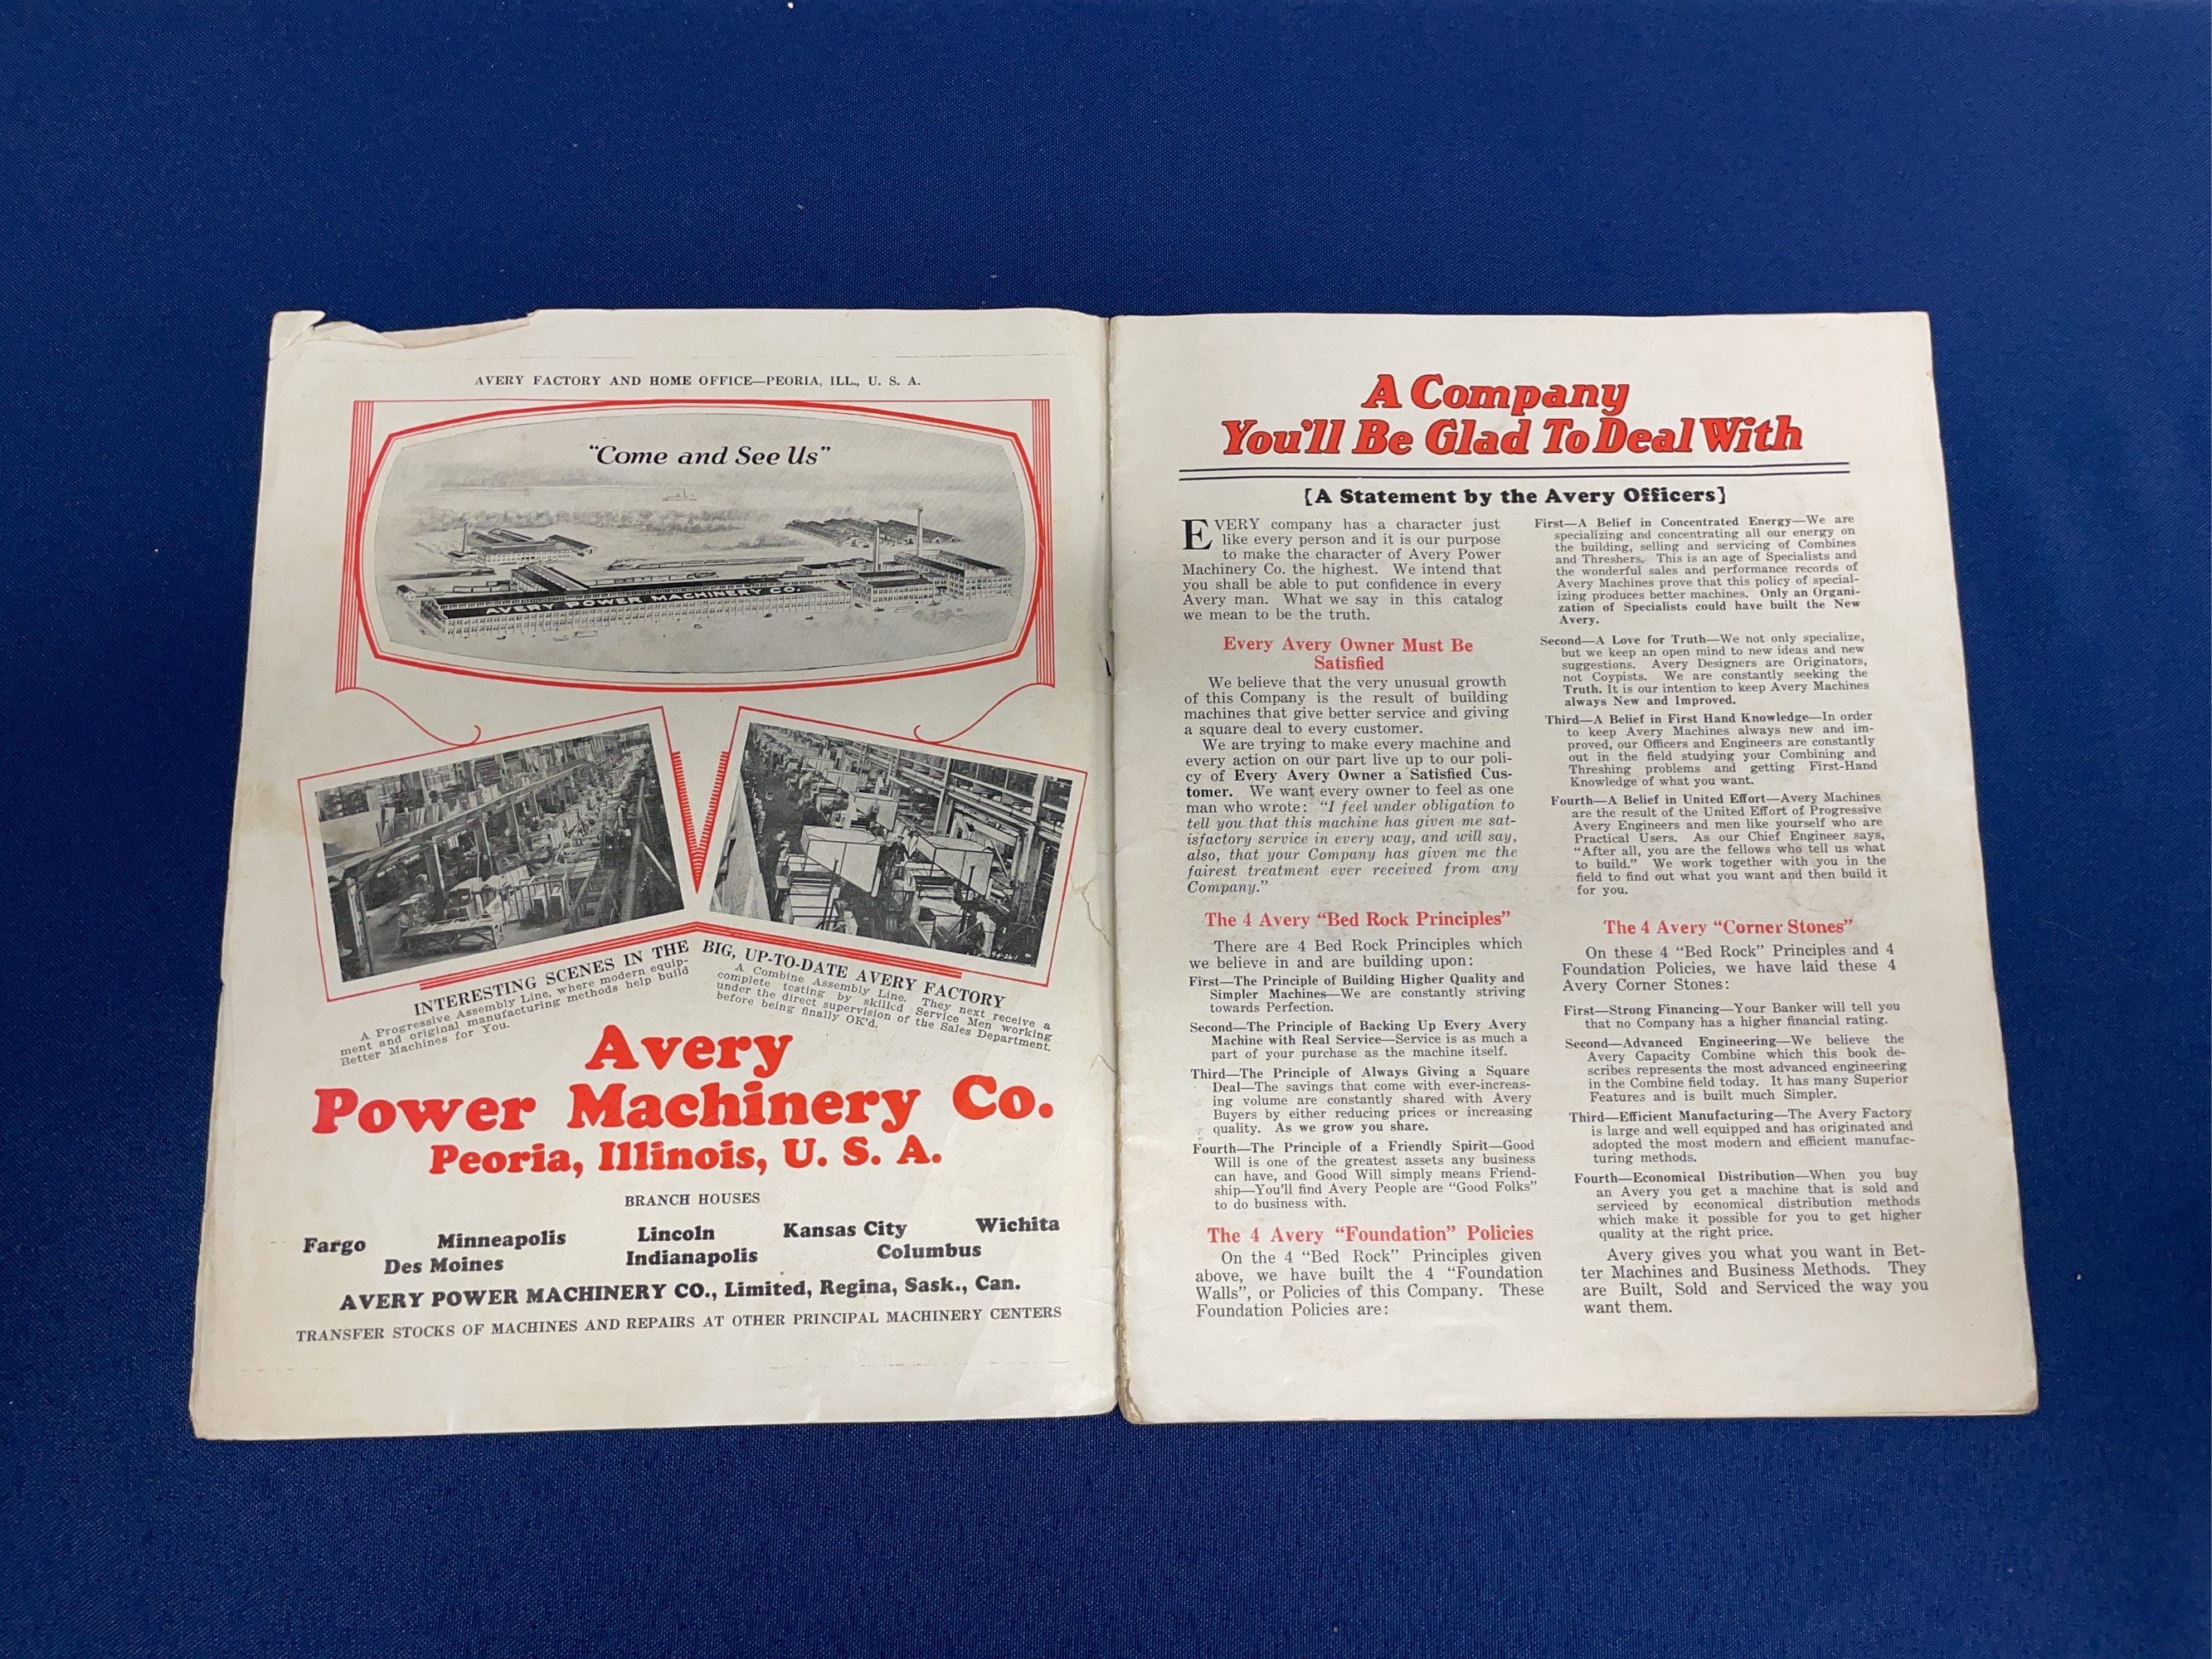 AVERY FACTORY AND HOME OFFICE—PEORIA, ILL., U. S. A.
“Come and See Us”
AVERY POWER MACHINERY CO.
INTERESTING SCENES IN THE BIG, UP-TO-DATE AVERY FACTORY
A Progressive Assembly Line, where modern equip-
ment and original manufacturing methods help build
Better Machines for You.
A Combine Assembly Line. They next receive a
complete testing by skilled Service Men working
under the direct supervision of the Sales Department,
before being finally OK'd.
Avery
Power Machinery Co.
Peoria, Illinois, U. S. A.
BRANCH HOUSES
Fargo Minneapolis Lincoln Kansas City Wichita
Des Moines Indianapolis Columbus
AVERY POWER MACHINERY CO., Limited, Regina, Sask., Can.
TRANSFER STOCKS OF MACHINES AND REPAIRS AT OTHER PRINCIPAL MACHINERY CENTERS
A Company
You'll Be Glad To Deal With
[A Statement by the Avery Officers]
EVERY company has a character just
like every person and it is our purpose
to make the character of Avery Power
Machinery Co. the highest. We intend that
you shall be able to put confidence in every
Avery man. What we say in this catalog
we mean to be the truth.
Every Avery Owner Must Be
Satisfied
We believe that the very unusual growth
of this Company is the result of building
machines that give better service and giving
a square deal to every customer.
We are trying to make every machine and
every action on our part live up to our poli-
cy of Every Avery Owner a Satisfied Cus-
tomer. We want every owner to feel as one
man who wrote: “I feel under obligation to
tell you that this machine has given me sat-
isfactory service in every way, and will say,
also, that your Company has given me the
fairest treatment ever received from any
Company.”
The 4 Avery “Bed Rock Principles”
There are 4 Bed Rock Principles which
we believe in and are building upon:
First—The Principle of Building Higher Quality and
Simpler Machines—We are constantly striving
towards Perfection.
Second—The Principle of Backing Up Every Avery
Machine with Real Service—Service is as much a
part of your purchase as the machine itself.
Third—The Principle of Always Giving a Square
Deal—The savings that come with ever-increas-
ing volume are constantly shared with Avery
Buyers by either reducing prices or increasing
quality. As we grow you share.
Fourth—The Principle of a Friendly Spirit—Good
Will is one of the greatest assets any business
can have, and Good Will simply means Friend-
ship—You'll find Avery People are “Good Folks”
to do business with.
The 4 Avery “Foundation” Policies
On the 4 “Bed Rock” Principles given
above, we have built the 4 “Foundation
Walls”, or Policies of this Company. These
Foundation Policies are:
First—A Belief in Concentrated Energy—We are
specializing and concentrating all our energy on
the building, selling and servicing of Combines
and Threshers. This is an age of Specialists and
the wonderful sales and performance records of
Avery Machines prove that this policy of special-
izing produces better machines. Only an Organi-
zation of Specialists could have built the New
Avery.
Second—A Love for Truth—We not only specialize,
but we keep an open mind to new ideas and new
suggestions. Avery Designers are Originators,
not Coypists. We are constantly seeking the
Truth. It is our intention to keep Avery Machines
always New and Improved.
Third—A Belief in First Hand Knowledge—In order
to keep Avery Machines always new and im-
proved, our Officers and Engineers are constantly
out in the field studying your Combining and
Threshing problems and getting First-Hand
Knowledge of what you want.
Fourth—A Belief in United Effort—Avery Machines
are the result of the United Effort of Progressive
Avery Engineers and men like yourself who are
Practical Users. As our Chief Engineer says,
“After all, you are the fellows who tell us what
to build.” We work together with you in the
field to find out what you want and then build it
for you.
The 4 Avery “Corner Stones”
On these 4 “Bed Rock” Principles and 4
Foundation Policies, we have laid these 4
Avery Corner Stones:
First—Strong Financing—Your Banker will tell you
that no Company has a higher financial rating.
Second—Advanced Engineering—We believe the
Avery Capacity Combine which this book de-
scribes represents the most advanced engineering
in the Combine field today. It has many Superior
Features and is built much Simpler.
Third—Efficient Manufacturing—The Avery Factory
is large and well equipped and has originated and
adopted the most modern and efficient manufac-
turing methods.
Fourth—Economical Distribution—When you buy
an Avery you get a machine that is sold and
serviced by economical distribution methods
which make it possible for you to get higher
quality at the right price.
Avery gives you what you want in Bet-
ter Machines and Business Methods. They
are Built, Sold and Serviced the way you
want them.